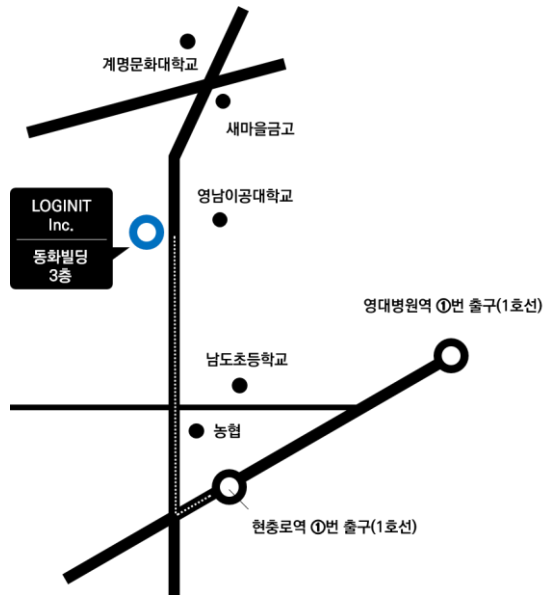 계명문화대학교
새마을금고
영남이공대학교
LOGINIT
Inc.
동화빌딩
3층
영대병원역 ①번 출구(1호선)
남도초등학교
농협
현충로역 ①번 출구(1호선)